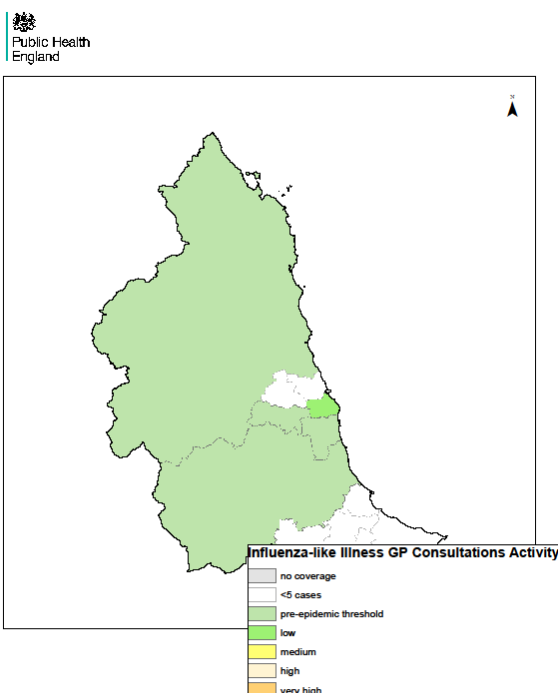 Public Health
England
N
Influenza-like Illness GP Consultations Activity
no coverage
<5 cases
pre-epidemic threshold
low
medium
high
very high